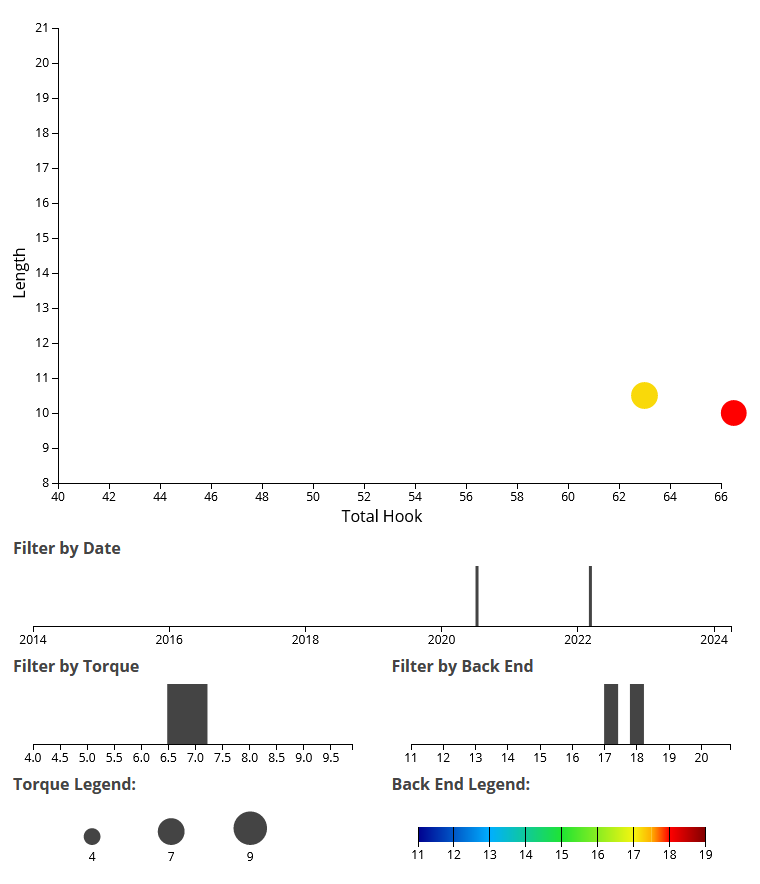 21
20
19
18
17
16
15
14
13
12
11
10
9
8
Length
40 42 44 46 48 50 52 54 56 58 60 62 64 66
Total Hook
Filter by Date
2014 2016 2018 2020 2022 2024
Filter by Torque Filter by Back End
4.0 4.5 5.0 5.5 6.0 6.5 7.0 7.5 8.0 8.5 9.0 9.5 11 12 13 14 15 16 17 18 19 20
Torque Legend: Back End Legend:
4 7 9 11 12 13 14 15 16 17 18 19